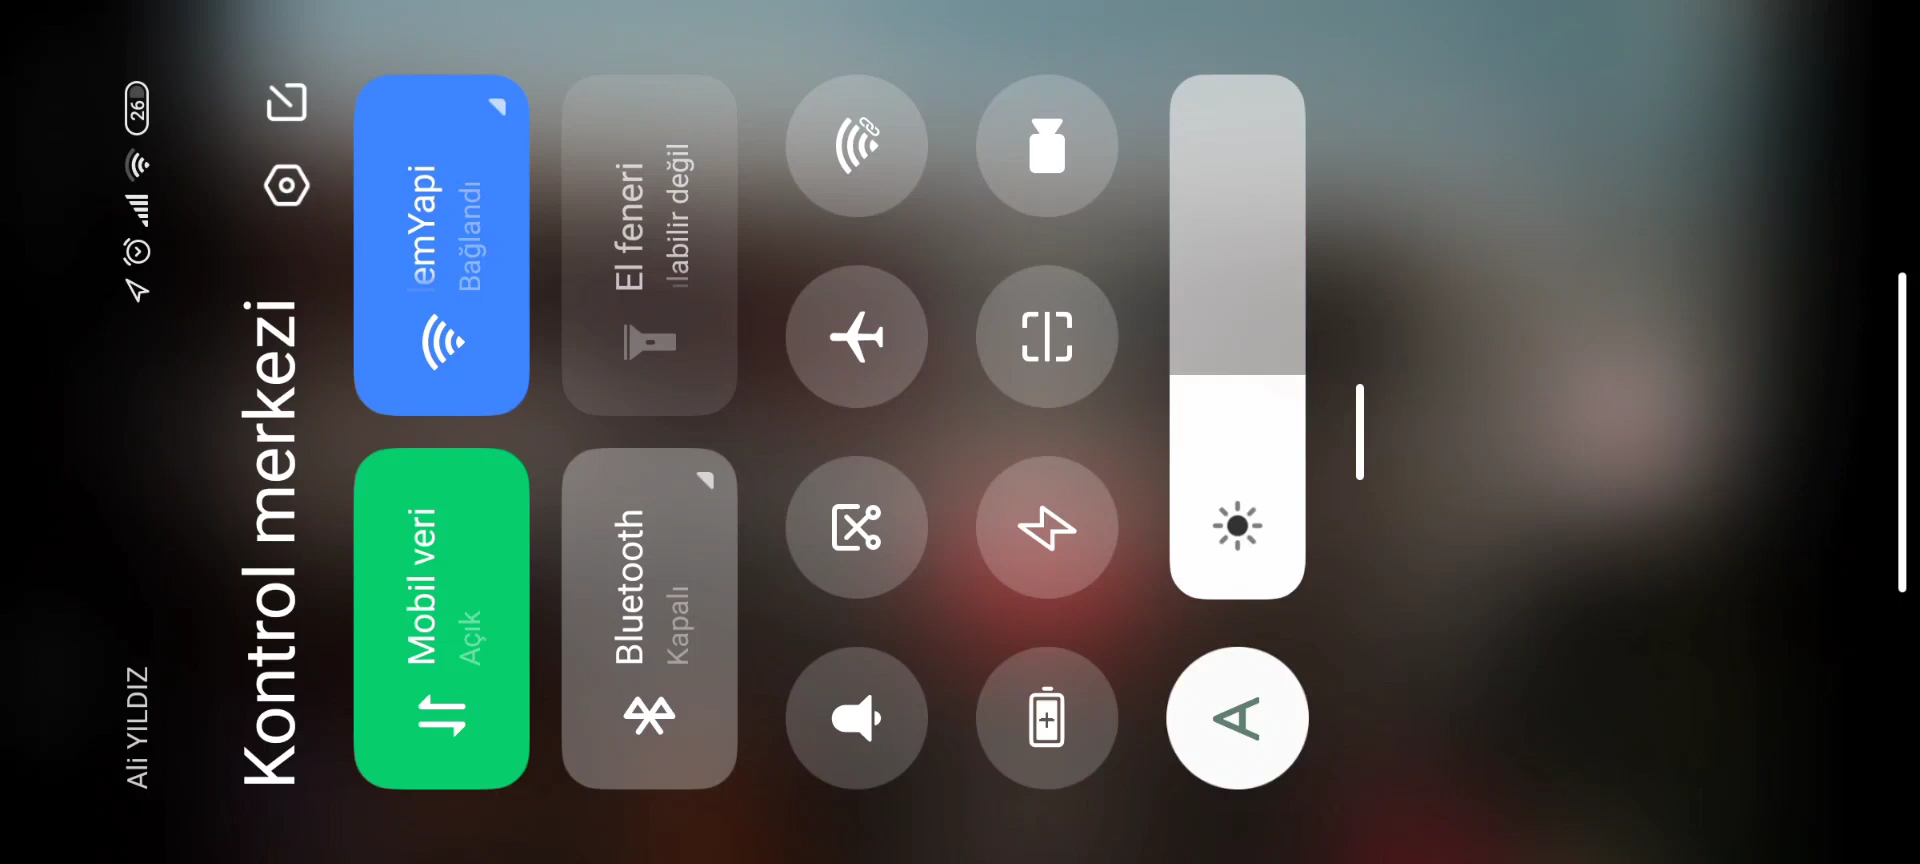 Ali YILDIZ
26
Kontrol merkezi
Mobil veri
Açık
emYapi
Bağlandı
Bluetooth
Kapalı
El feneri
labilir değil
A